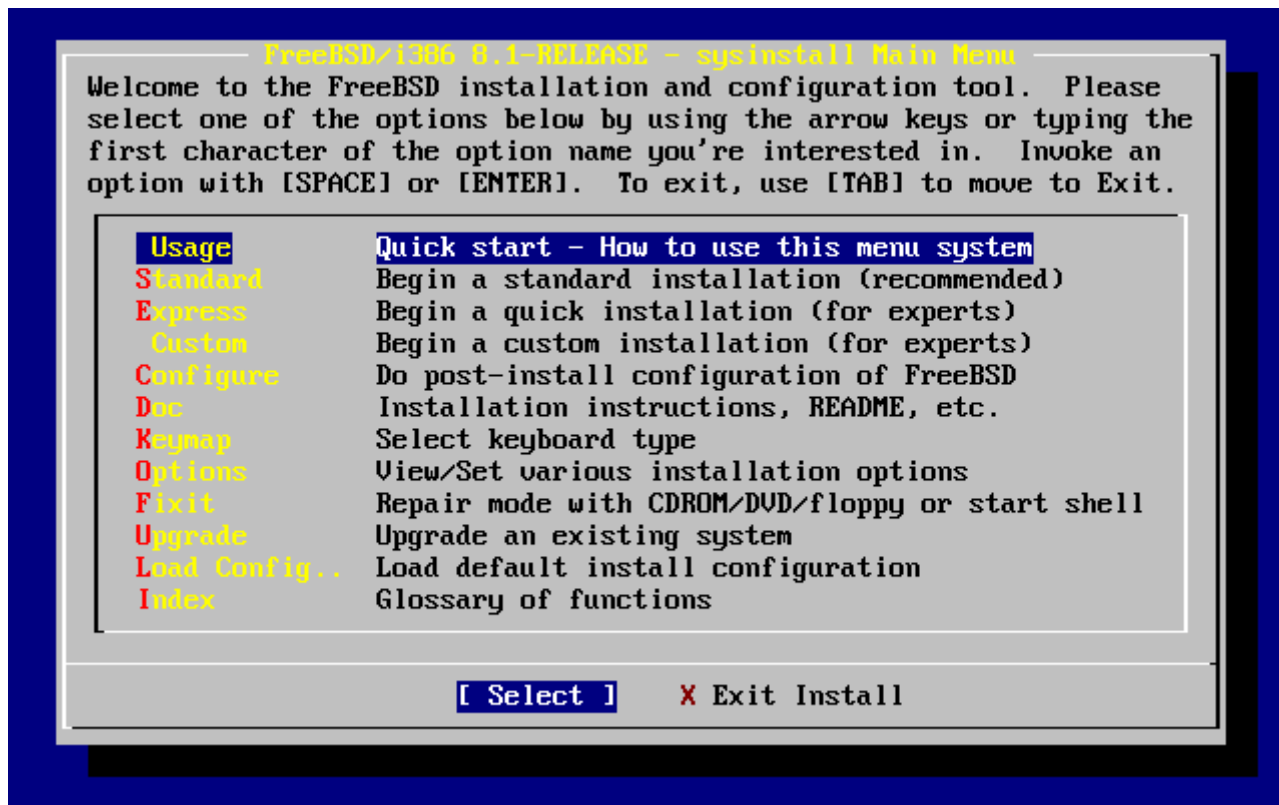 FreeBSD/i386 8.1-RELEASE - sysinstall Main Menu
Welcome to the FreeBSD installation and configuration tool.  Please
select one of the options below by using the arrow keys or typing the
first character of the option name you're interested in.  Invoke an
option with [SPACE] or [ENTER].  To exit, use [TAB] to move to Exit.
Usage Quick start - How to use this menu system
Standard Begin a standard installation (recommended)
Express Begin a quick installation (for experts)
Custom Begin a custom installation (for experts)
Configure Do post-install configuration of FreeBSD
Doc Installation instructions, README, etc.
Keymap Select keyboard type
Options View/Set various installation options
Fixit Repair mode with CDROM/DVD/floppy or start shell
Upgrade Upgrade an existing system
Load Config.. Load default install configuration
Index Glossary of functions
[ Select ] X Exit Install